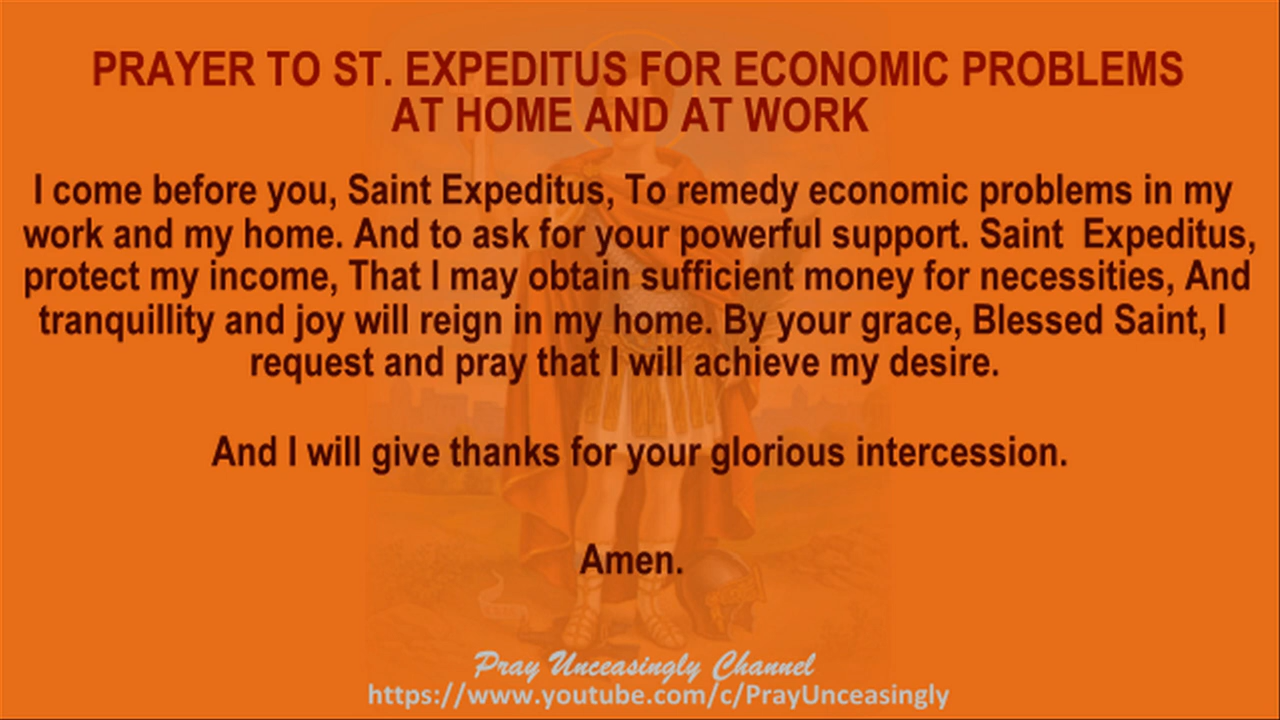 PRAYER TO ST. EXPEDITUS FOR ECONOMIC PROBLEMS
AT HOME AND AT WORK
I come before you, Saint Expeditus, To remedy economic problems in my
work and my home. And to ask for your powerful support. Saint  Expeditus,
protect my income, That I may obtain sufficient money for necessities, And
tranquillity and joy will reign in my home. By your grace, Blessed Saint, I
request and pray that I will achieve my desire.
And I will give thanks for your glorious intercession.
Amen.
Pray Unceasingly Channel
https://www.youtube.com/c/PrayUnceasingly